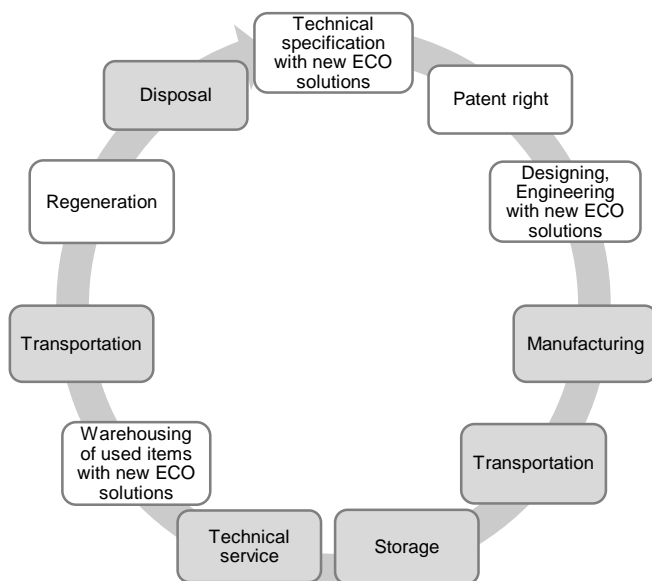 Technical
specification
with new ECO
solutions
Patent right
Designing,
Engineering
with new ECO
solutions
Manufacturing
Transportation
Storage
Technical
service
Warehousing
of used items
with new ECO
solutions
Transportation
Regeneration
Disposal